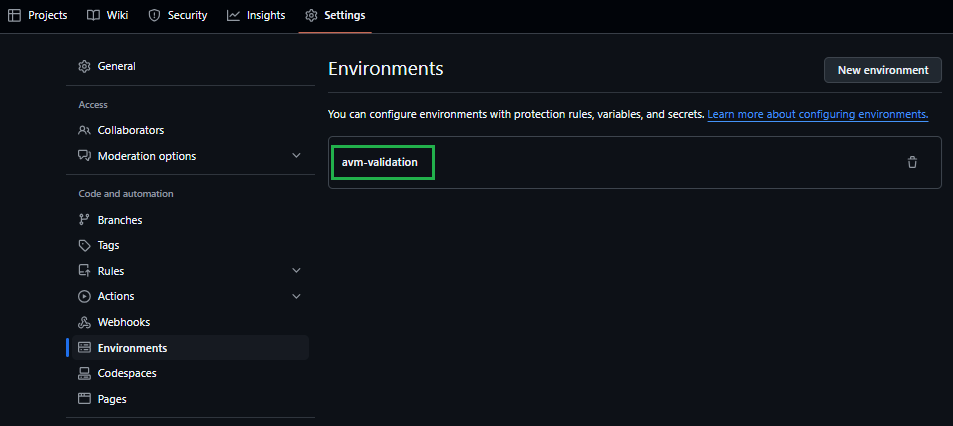 Projects Wiki Security Insights Settings
General
Access
Collaborators
Moderation options
Code and automation
Branches
Tags
Rules
Actions
Webhooks
Environments
Codespaces
Pages
Environments
New environment
You can configure environments with protection rules, variables, and secrets. Learn more about configuring environments.
avm-validation